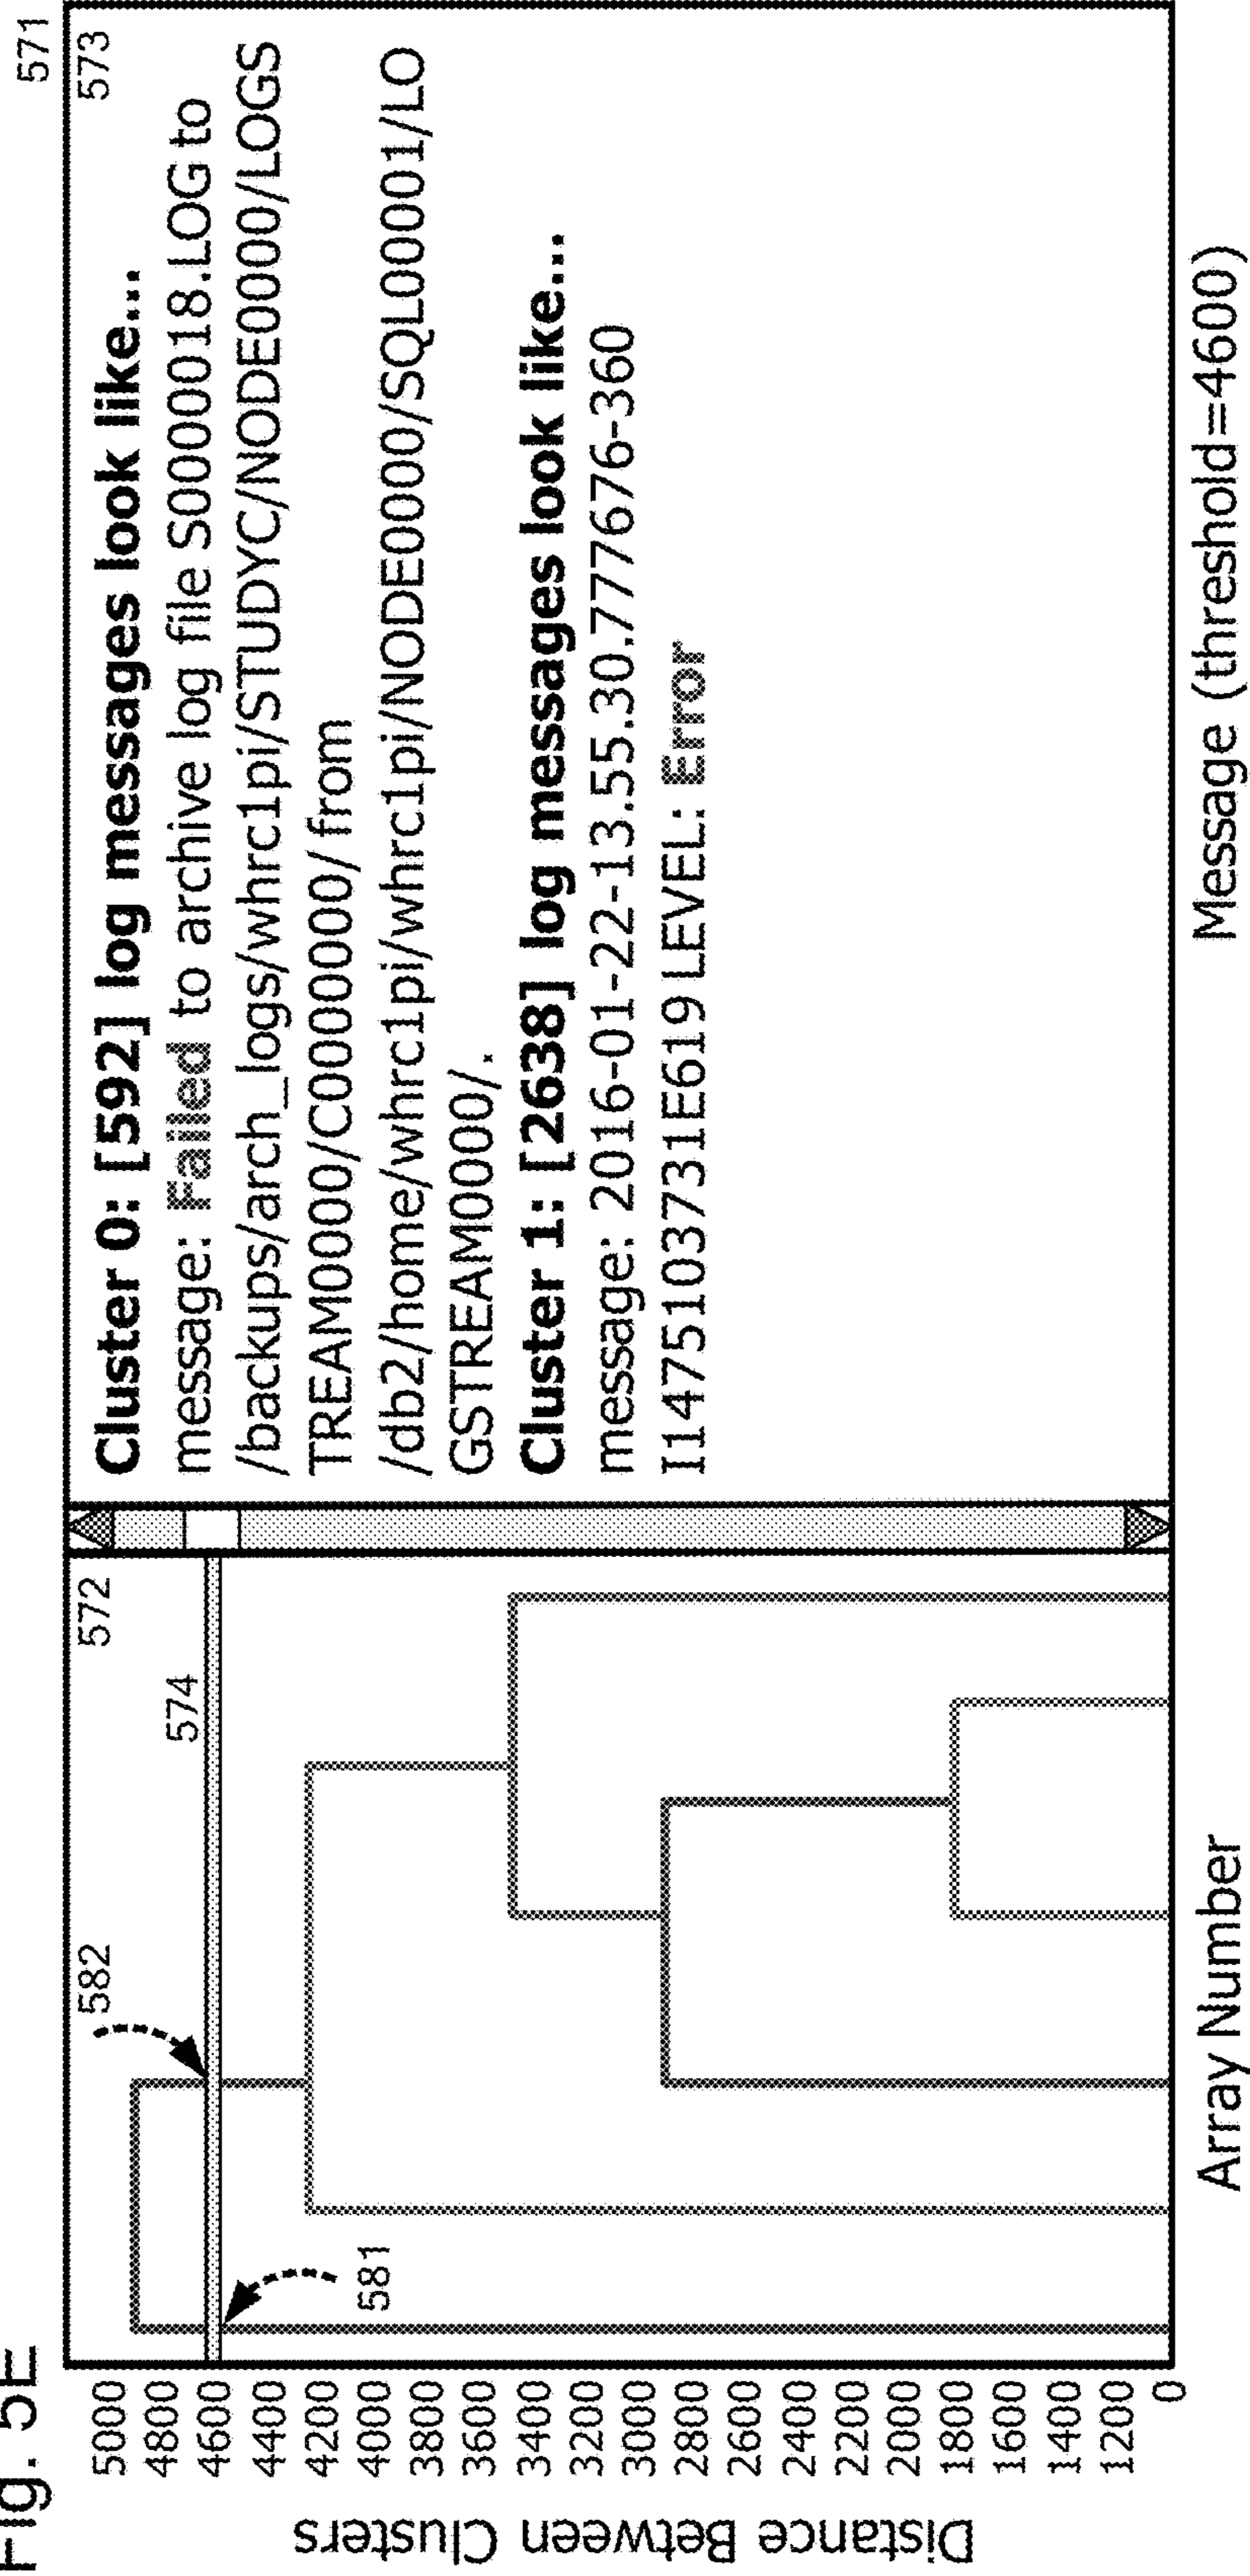 Fig. 5E
571
572
573
574
582
581
Distance Between Clusters
5000
4800
4600
4400
4200
4000
3800
3600
3400
3200
3000
2800
2600
2400
2200
2000
1800
1600
1400
1200
0
Array Number
Cluster 0: [592] log messages look like...
message: Failed to archive log file S0000018.LOG to
/backups/arch_logs/whrc1pi/STUDYC/NODE0000/LOGS
TREAM0000/C0000000/ from
/db2/home/whrc1pi/whrc1pi/NODE0000/SQL00001/LO
GSTREAM0000/.
Cluster 1: [2638] log messages look like...
message: 2016-01-22-13.55.30.777676-360
I1475103731E619 LEVEL: Error
Message (threshold=4600)